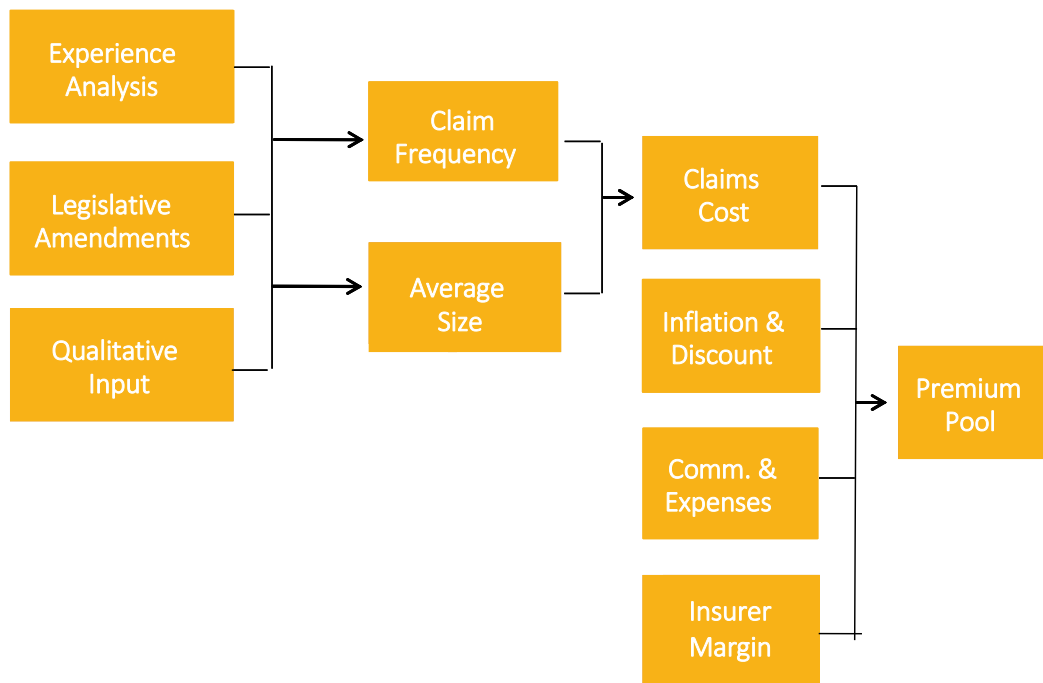 Experience
Analysis
Legislative
Amendments
Qualitative
Input
Claim
Frequency
Average
Size
Claims
Cost
Inflation &
Discount
Comm. &
Expenses
Insurer
Margin
Premium
Pool